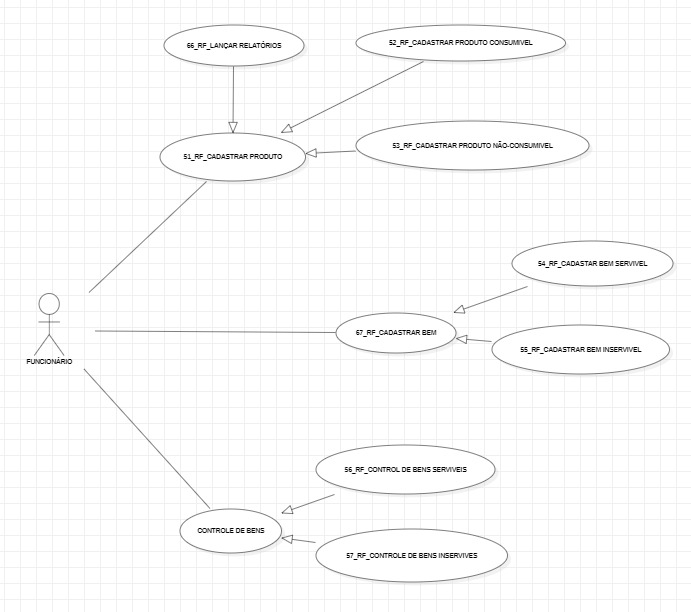 66_RF_LANÇAR RELATÓRIOS
52_RF_CADASTRAR PRODUTO CONSUMIVEL
51_RF_CADASTRAR PRODUTO
53_RF_CADASTRAR PRODUTO NÃO-CONSUMIVEL
54_RF_CADASTAR BEM SERVIVEL
67_RF_CADASTRAR BEM
55_RF_CADASTRAR BEM INSERVIVEL
FUNCIONÁRIO
56_RF_CONTROL DE BENS SERVIVEIS
CONTROLE DE BENS
57_RF_CONTROLE DE BENS INSERVIVES